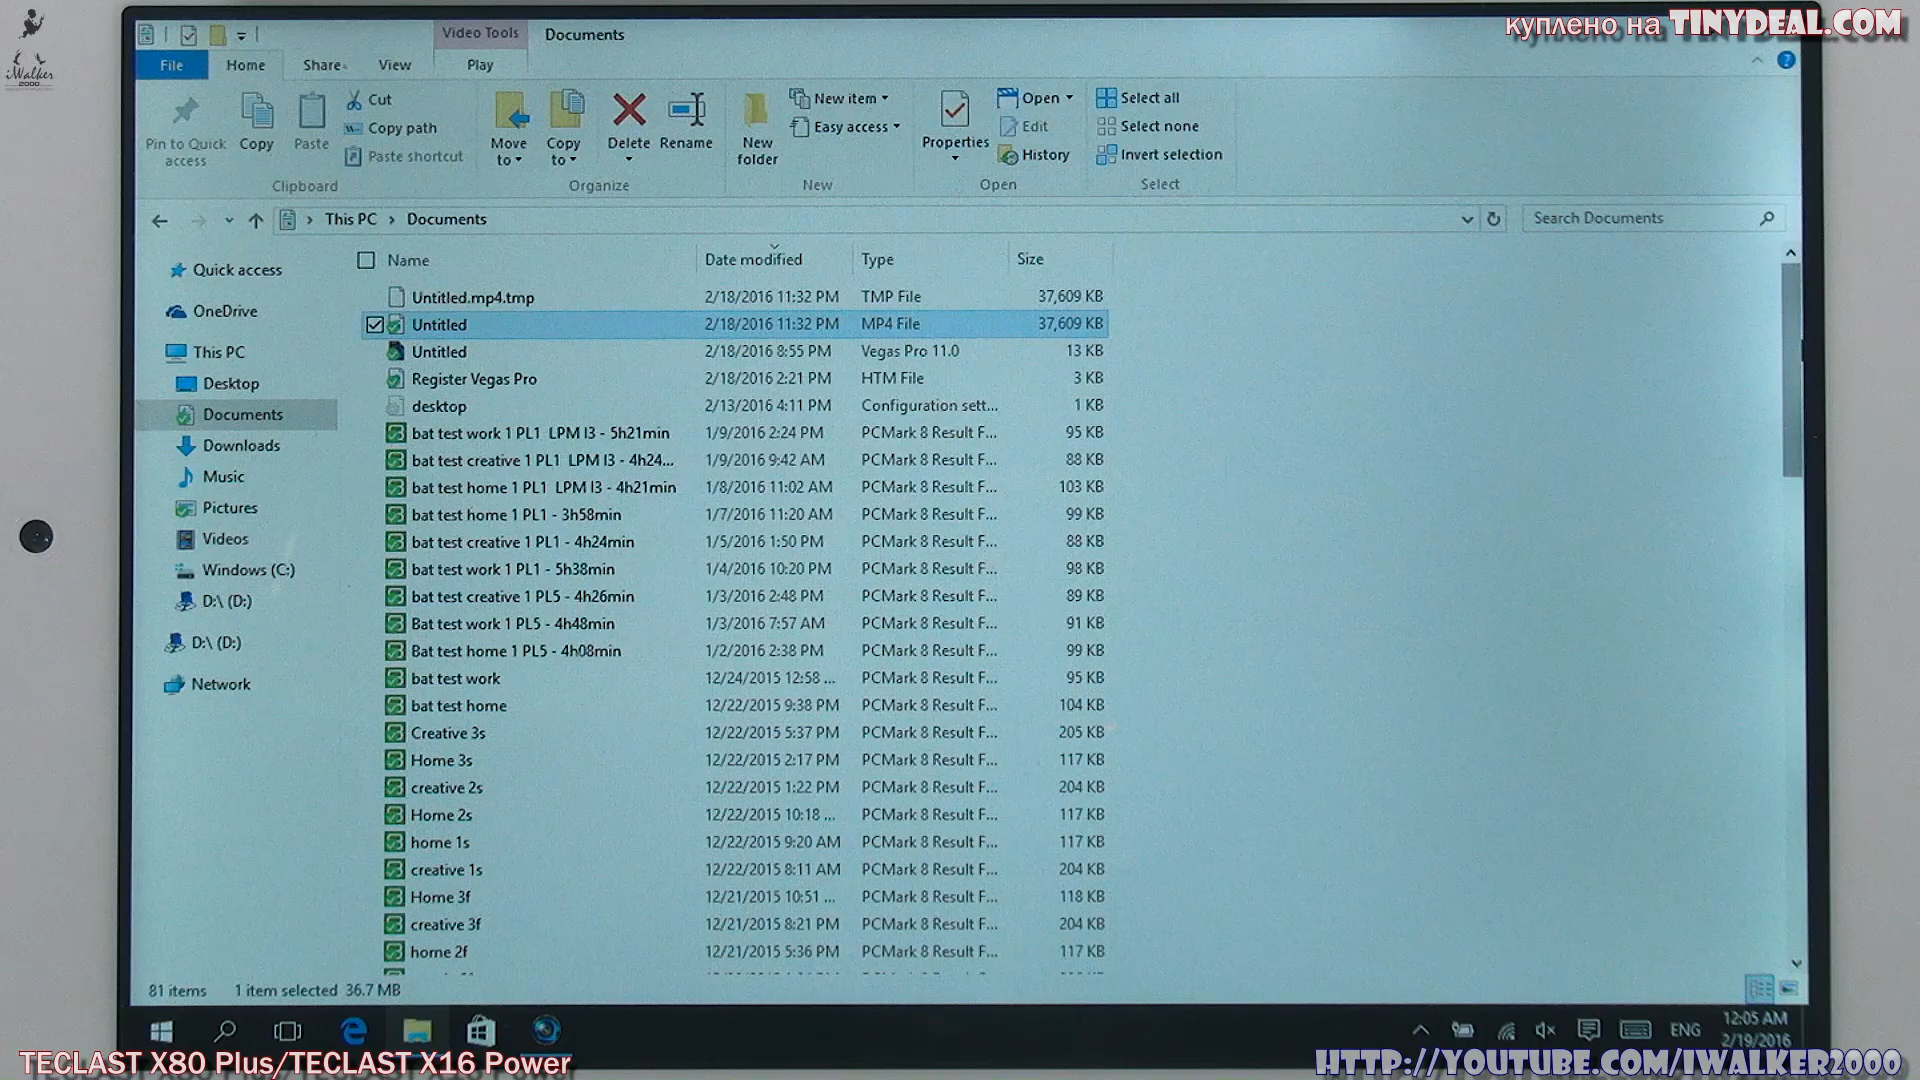 iWalker
2000
куплено на TINYDEAL.COM
Video Tools
Documents
File
Home
Share
View
Play
Pin to Quick access
Copy
Paste
Cut
Copy path
Paste shortcut
Clipboard
Move to
Copy to
Delete
Rename
Organize
New folder
New item
Easy access
New
Properties
Open
Edit
History
Open
Select all
Select none
Invert selection
Select
This PC > Documents
Search Documents
Quick access
OneDrive
This PC
Desktop
Documents
Downloads
Music
Pictures
Videos
Windows (C:)
D:\ (D:)
D:\ (D:)
Network
Name Date modified Type Size
Untitled.mp4.tmp 2/18/2016 11:32 PM TMP File 37,609 KB
Untitled 2/18/2016 11:32 PM MP4 File 37,609 KB
Untitled 2/18/2016 8:55 PM Vegas Pro 11.0 13 KB
Register Vegas Pro 2/18/2016 2:21 PM HTM File 3 KB
desktop 2/13/2016 4:11 PM Configuration sett... 1 KB
bat test work 1 PL1 LPM I3 - 5h21min 1/9/2016 2:24 PM PCMark 8 Result F... 95 KB
bat test creative 1 PL1 LPM I3 - 4h24... 1/9/2016 9:42 AM PCMark 8 Result F... 88 KB
bat test home 1 PL1 LPM I3 - 4h21min 1/8/2016 11:02 AM PCMark 8 Result F... 103 KB
bat test home 1 PL1 - 3h58min 1/7/2016 11:20 AM PCMark 8 Result F... 99 KB
bat test creative 1 PL1 - 4h24min 1/5/2016 1:50 PM PCMark 8 Result F... 88 KB
bat test work 1 PL1 - 5h38min 1/4/2016 10:20 PM PCMark 8 Result F... 98 KB
bat test creative 1 PL5 - 4h26min 1/3/2016 2:48 PM PCMark 8 Result F... 89 KB
Bat test work 1 PL5 - 4h48min 1/3/2016 7:57 AM PCMark 8 Result F... 91 KB
Bat test home 1 PL5 - 4h08min 1/2/2016 2:38 PM PCMark 8 Result F... 99 KB
bat test work 12/24/2015 12:58 ... PCMark 8 Result F... 95 KB
bat test home 12/22/2015 9:38 PM PCMark 8 Result F... 104 KB
Creative 3s 12/22/2015 5:37 PM PCMark 8 Result F... 205 KB
Home 3s 12/22/2015 2:17 PM PCMark 8 Result F... 117 KB
creative 2s 12/22/2015 1:22 PM PCMark 8 Result F... 204 KB
Home 2s 12/22/2015 10:18 ... PCMark 8 Result F... 117 KB
home 1s 12/22/2015 9:20 AM PCMark 8 Result F... 117 KB
creative 1s 12/22/2015 8:11 AM PCMark 8 Result F... 204 KB
Home 3f 12/21/2015 10:51 ... PCMark 8 Result F... 118 KB
creative 3f 12/21/2015 8:21 PM PCMark 8 Result F... 204 KB
home 2f 12/21/2015 5:36 PM PCMark 8 Result F... 117 KB
81 items 1 item selected 36.7 MB
ENG
12:05 AM
2/19/2016
TECLAST X80 Plus/TECLAST X16 Power
HTTP://YOUTUBE.COM/IWALKER2000